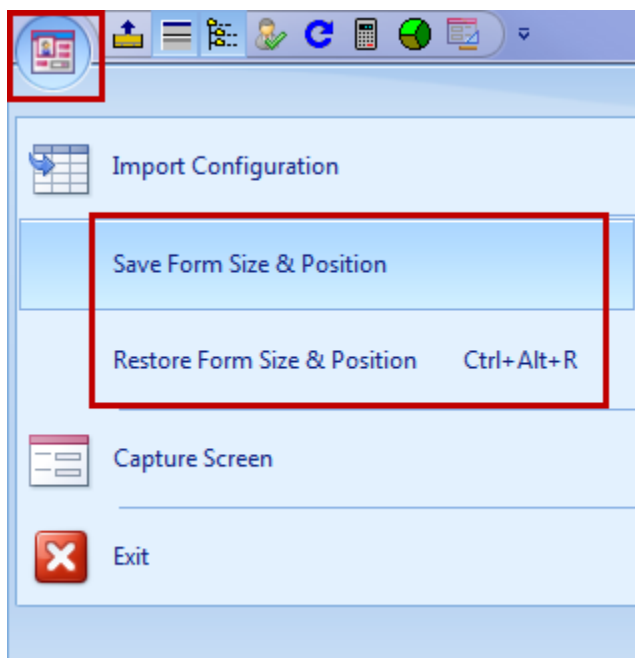 Import Configuration
Save Form Size & Position
Restore Form Size & Position Ctrl+Alt+R
Capture Screen
Exit